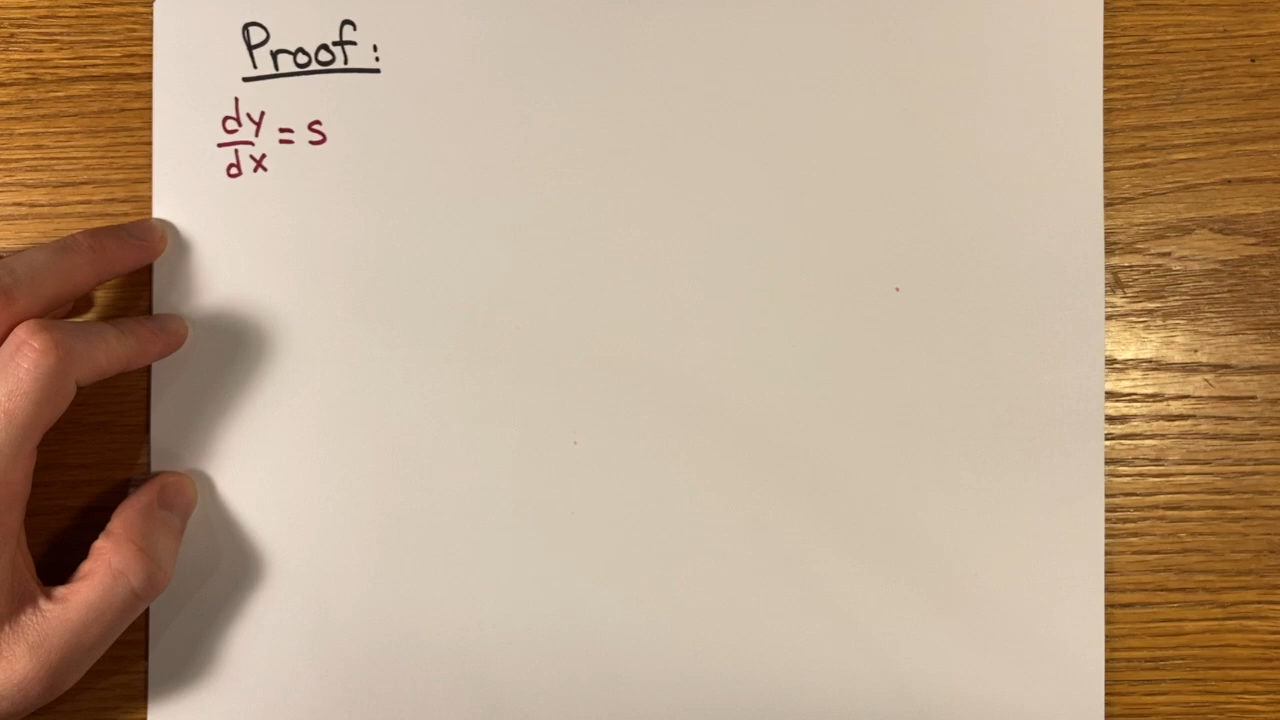 Proof:
dy/dx = s